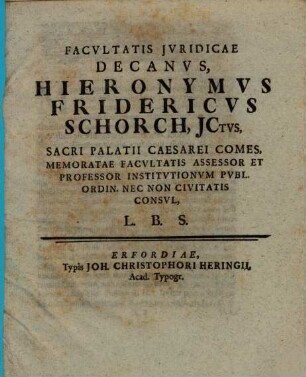 FACVLTATIS JVRIDICAE
DECANVS,
HIERONYMVS
FRIDERICVS
SCHORCH, JCTVS,
SACRI PALATII CAESAREI COMES,
MEMORATAE FACVLTATIS ASSESSOR ET
PROFESSOR INSTITVTIONVM PVBL.
ORDIN. NEC NON CIVITATIS
CONSVL,
L. B. S.
ERFORDIAE,
Typis JOH. CHRISTOPHORI HERINGII,
Acad. Typogr.